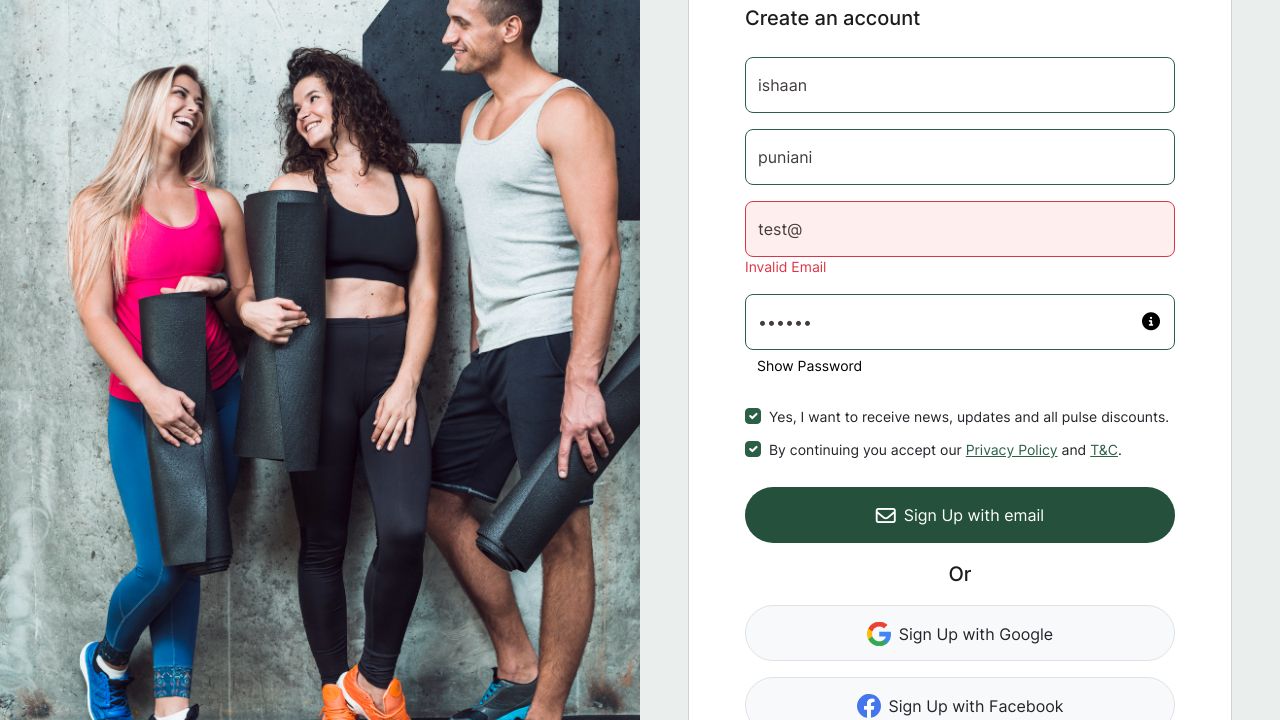 Create an account
ishaan
puniani
test@
Invalid Email
••••••
Show Password
Yes, I want to receive news, updates and all pulse discounts.
By continuing you accept our Privacy Policy and T&C.
Sign Up with email
Or
Sign Up with Google
Sign Up with Facebook